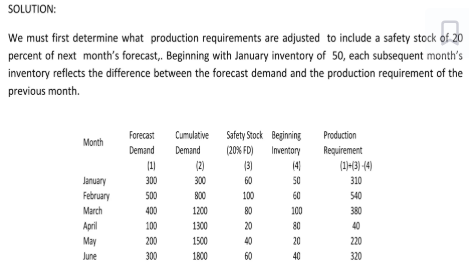 SOLUTION:
We must first determine what production requirements are adjusted to include a safety stock of 20
percent of next month's forecast,. Beginning with January inventory of 50, each subsequent month's
inventory reflects the difference between the forecast demand and the production requirement of the
previous month.
Month Forecast Demand Cumulative Demand Safety Stock (20% FD) Beginning Inventory Production Requirement
(1) (2) (3) (4) (1)+(3)-(4)
January 300 300 60 50 310
February 500 800 100 60 540
March 400 1200 80 100 380
April 100 1300 20 80 40
May 200 1500 40 20 220
June 300 1800 60 40 320